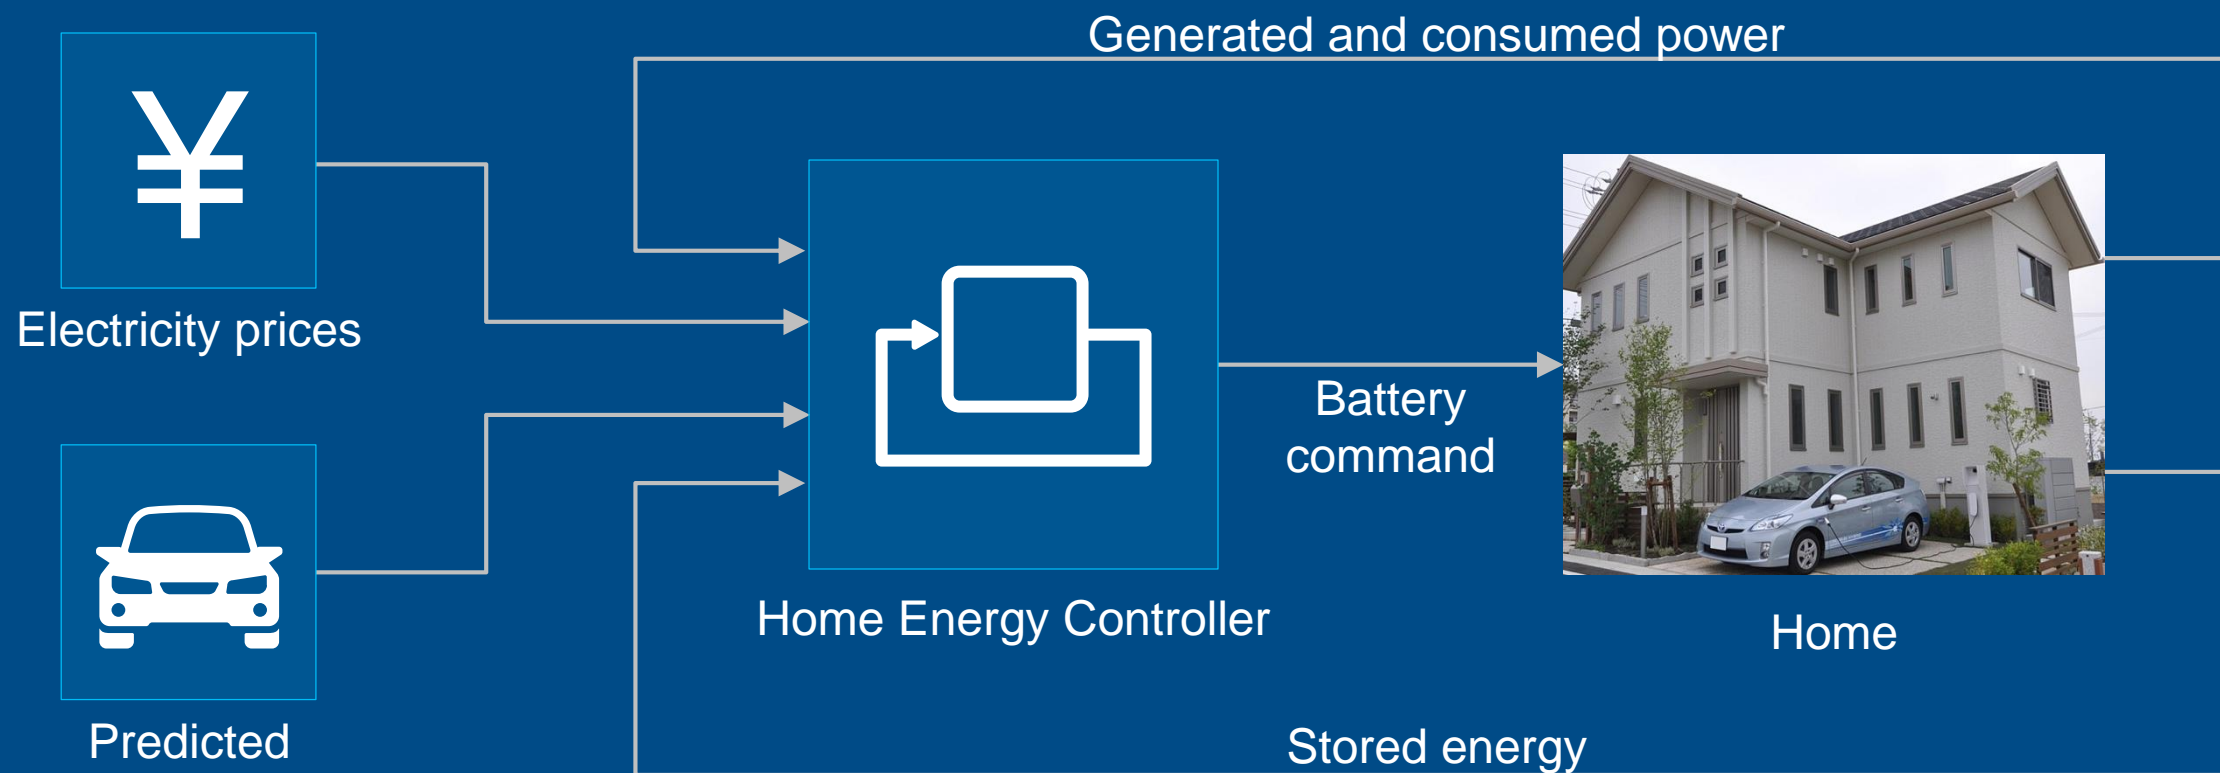 Generated and consumed power
¥
Electricity prices
Battery
command
Home Energy Controller
Home
Predicted
Stored energy